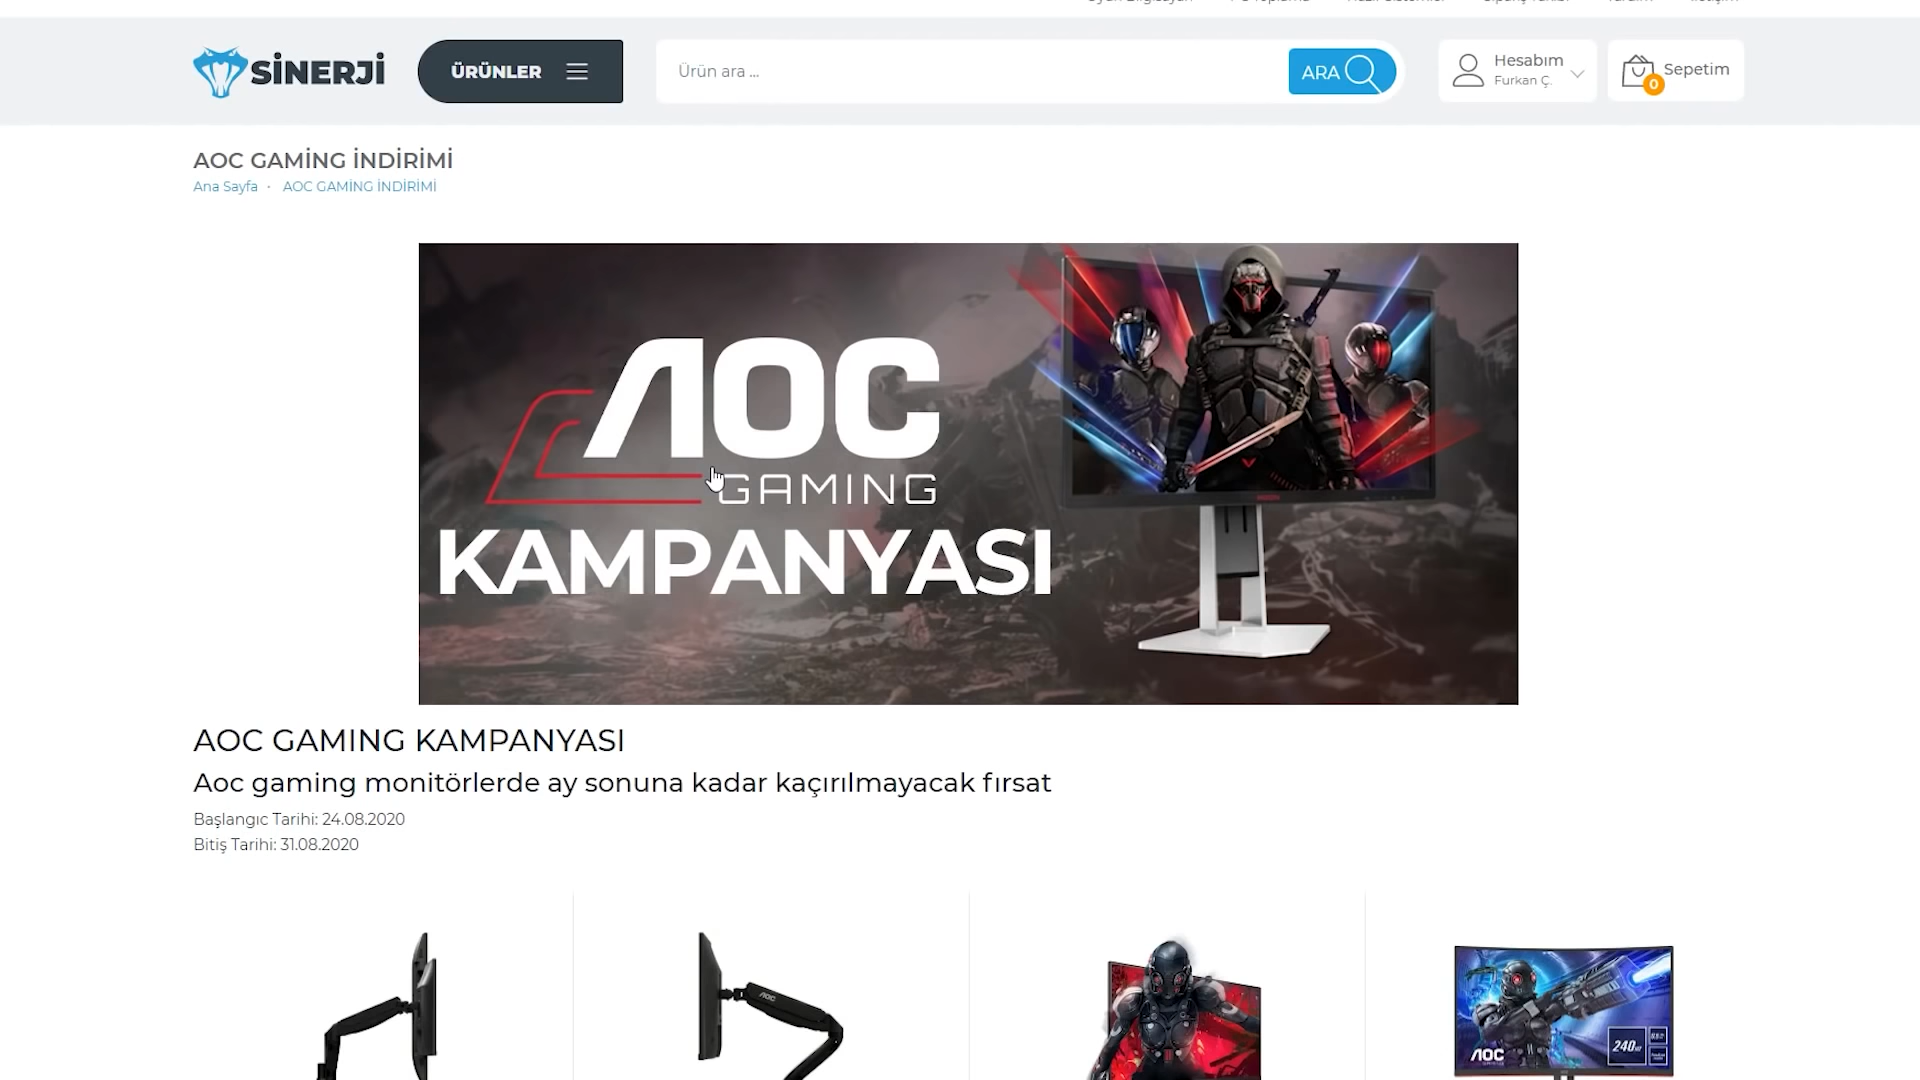 SİNERJİ
ÜRÜNLER
Ürün ara ...
ARA
Hesabım
Furkan Ç.
0
Sepetim
AOC GAMİNG İNDİRİMİ
Ana Sayfa • AOC GAMİNG İNDİRİMİ
AOC
GAMING
KAMPANYASI
AOC GAMING KAMPANYASI
Aoc gaming monitörlerde ay sonuna kadar kaçırılmayacak fırsat
Başlangıc Tarihi: 24.08.2020
Bitiş Tarihi: 31.08.2020
AOC
AOC
240